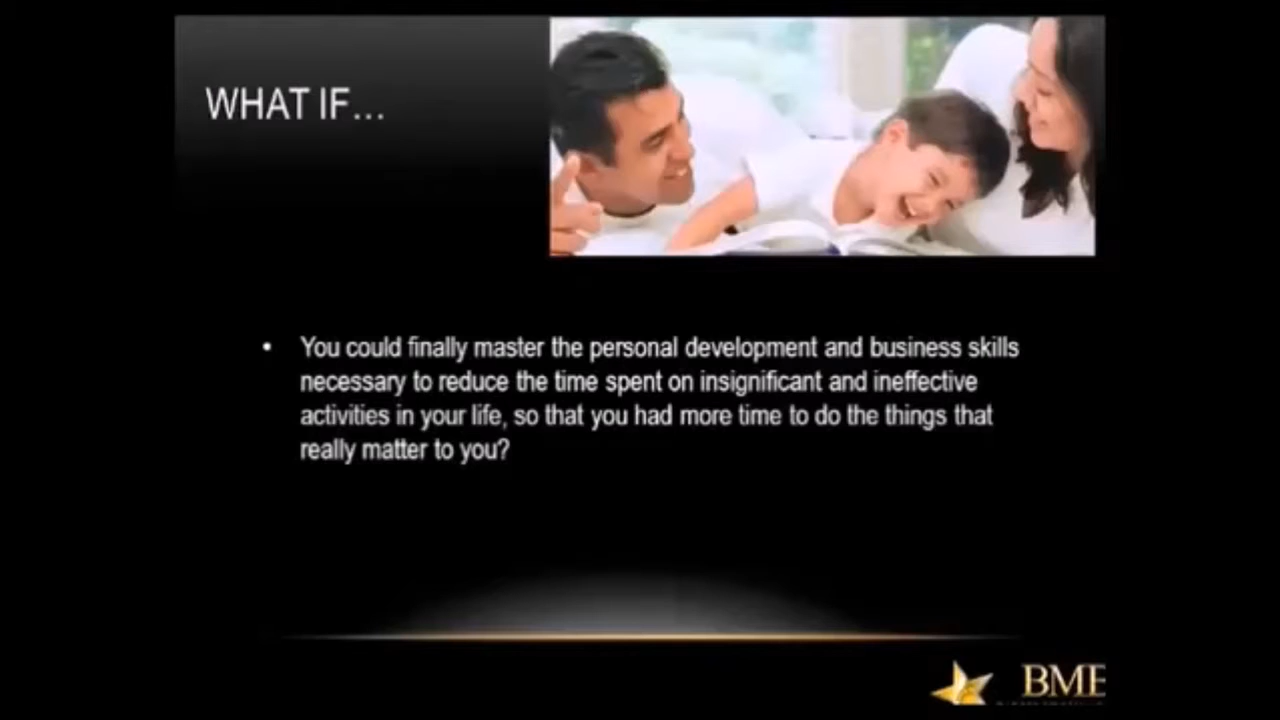 WHAT IF...
• You could finally master the personal development and business skills
necessary to reduce the time spent on insignificant and ineffective
activities in your life, so that you had more time to do the things that
really matter to you?
BME